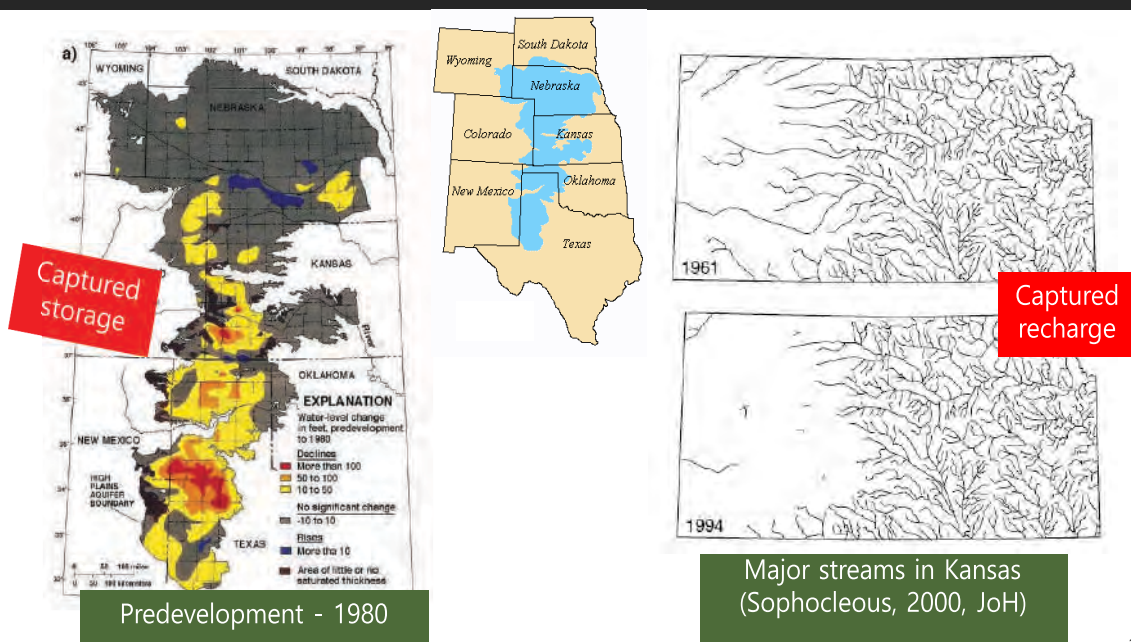 a)
WYOMING
SOUTH DAKOTA
NEBRASKA
KANSAS
Captured
storage
River
OKLAHOMA
EXPLANATION
Water-level change
in feet, predevelopment
to 1980
Declines
More than 100
50 to 100
10 to 50
No significant change
-10 to 10
Rises
More tha 10
Area of little or no
saturated thickness
NEW MEXICO
HIGH
PLAINS
AQUIFER
BOUNDARY
TEXAS
Predevelopment - 1980
South Dakota
Wyoming
Nebraska
Colorado
Kansas
New Mexico
Oklahoma
Texas
1961
Captured
recharge
1994
Major streams in Kansas
(Sophocleous, 2000, JoH)